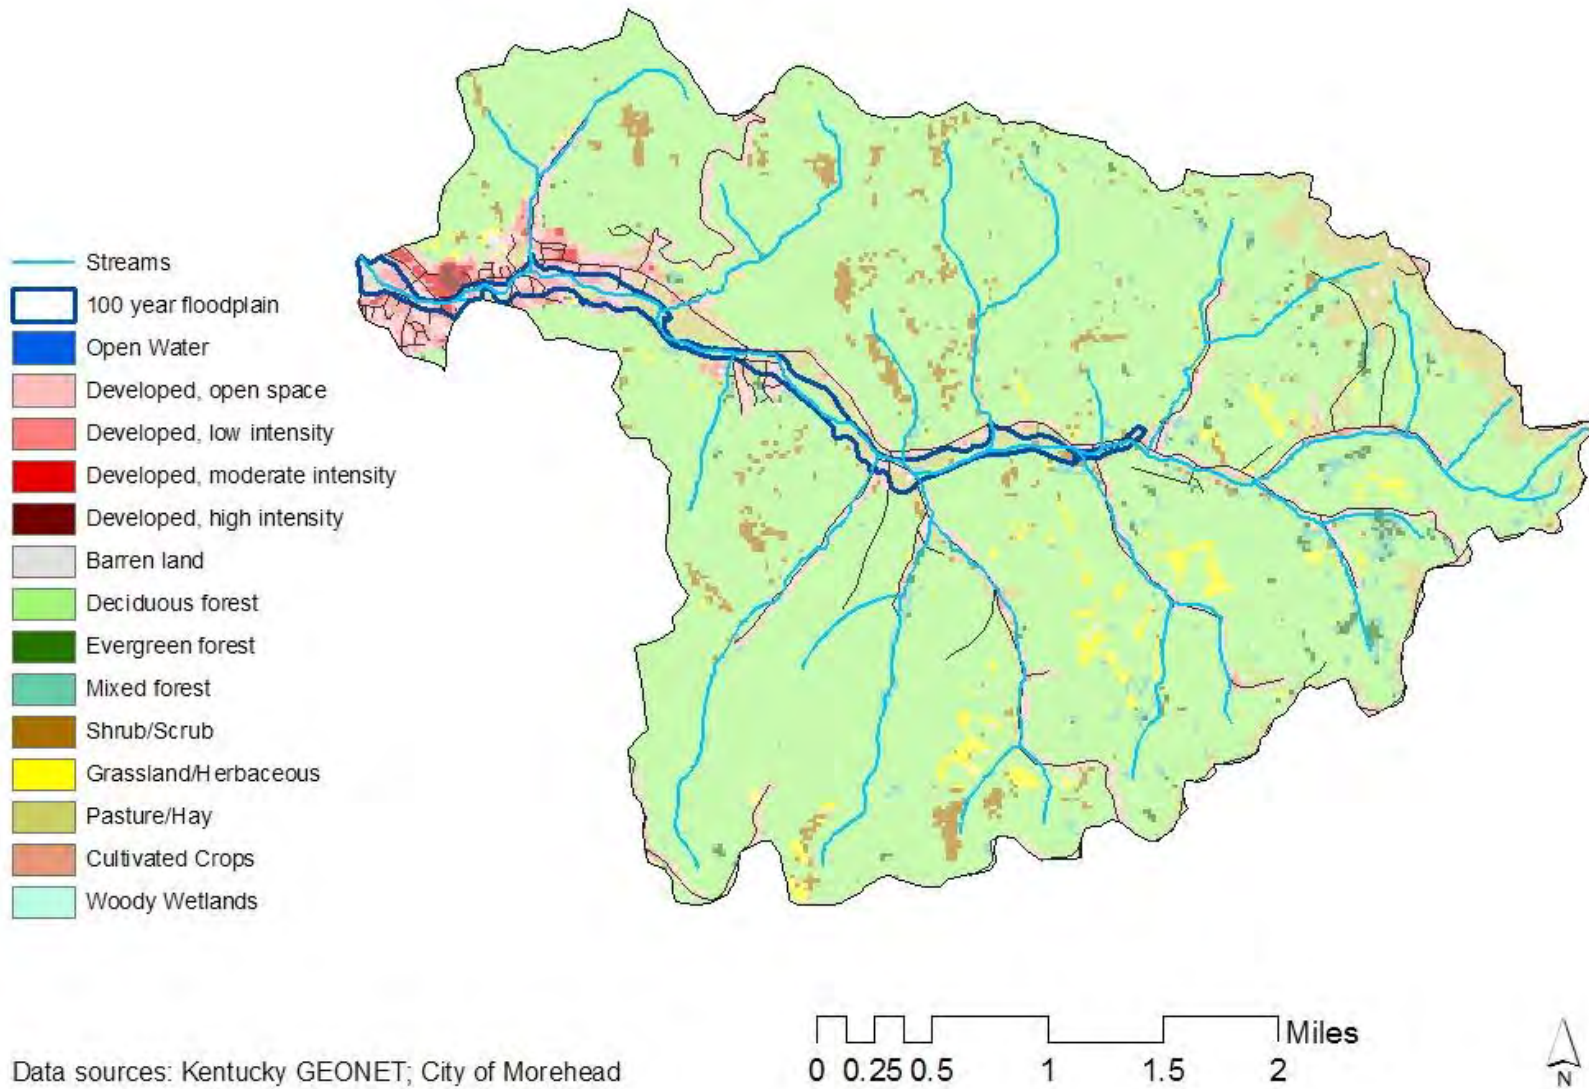 Streams
100 year floodplain
Open Water
Developed, open space
Developed, low intensity
Developed, moderate intensity
Developed, high intensity
Barren land
Deciduous forest
Evergreen forest
Mixed forest
Shrub/Scrub
Grassland/Herbaceous
Pasture/Hay
Cultivated Crops
Woody Wetlands
Miles
0 0.25 0.5 1 1.5 2
Data sources: Kentucky GEONET; City of Morehead
N